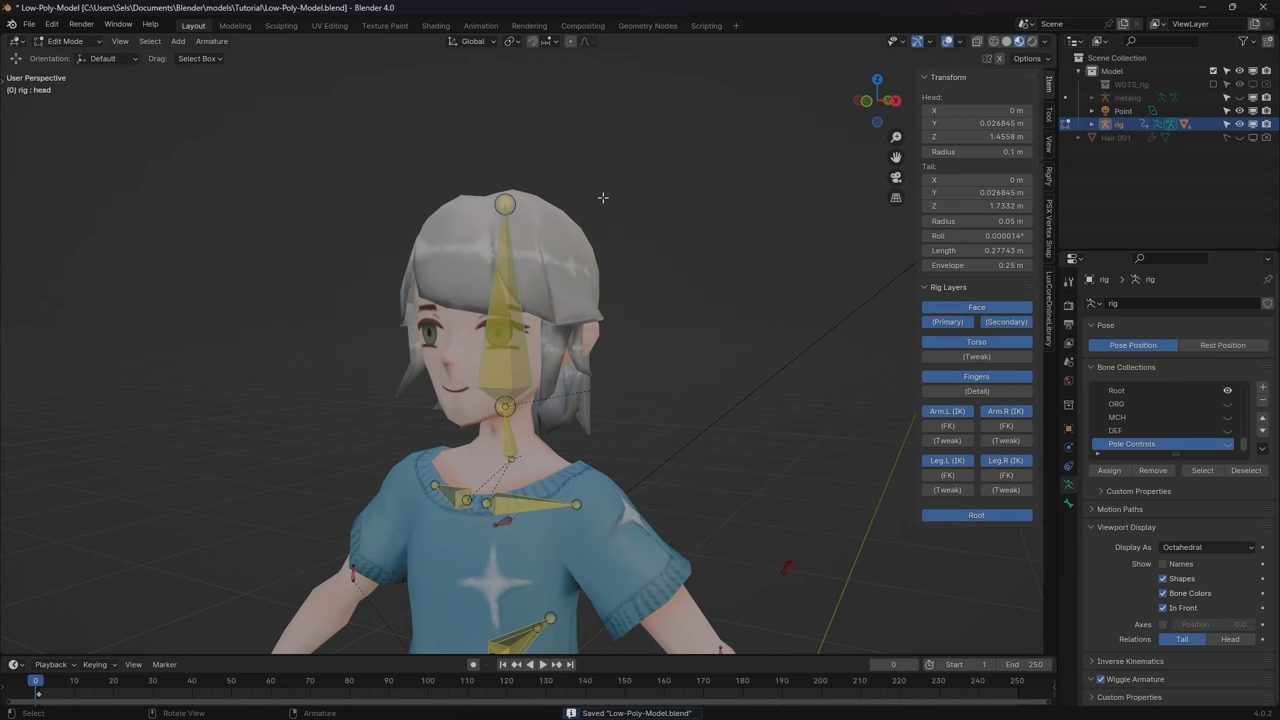 * Low-Poly-Model [C:\Users\Sels\Documents\Blender\models\Tutorial\Low-Poly-Model.blend] - Blender 4.0
File Edit Render Window Help
Layout Modeling Sculpting UV Editing Texture Paint Shading Animation Rendering Compositing Geometry Nodes Scripting +
Scene
ViewLayer
Edit Mode View Select Add Armature
Global
Orientation: Default Drag: Select Box
X Options
User Perspective
(0) rig : head
Z
Y
X
Transform
Head:
X 0 m
Y 0.026845 m
Z 1.4558 m
Radius 0.1 m
Tail:
X 0 m
Y 0.026845 m
Z 1.7332 m
Radius 0.05 m
Roll 0.000014°
Length 0.27743 m
Envelope 0.25 m
Rig Layers
Face
(Primary) (Secondary)
Torso
(Tweak)
Fingers
(Detail)
Arm.L (IK) Arm.R (IK)
(FK) (FK)
(Tweak) (Tweak)
Leg.L (IK) Leg.R (IK)
(FK) (FK)
(Tweak) (Tweak)
Root
Item
Tool
View
Rigify
PSX Vertex Snap
LuxCoreOnlineLibrary
Scene Collection
Model
WGTS_rig
metarig
Point
rig
Hair.001
rig rig
rig
Pose
Pose Position Rest Position
Bone Collections
Root
ORG
MCH
DEF
Pole Controls
Assign Remove Select Deselect
Custom Properties
Motion Paths
Viewport Display
Display As Octahedral
Show Names
Shapes
Bone Colors
In Front
Axes Position 0.0
Relations Tail Head
Inverse Kinematics
Wiggle Armature
Custom Properties
Playback Keying View Marker
0 Start 1 End 250
0 10 20 30 40 50 60 70 80 90 100 110 120 130 140 150 160 170 180 190 200 210 220 230 240 250
Select Rotate View Armature Saved "Low-Poly-Model.blend" 4.0.2